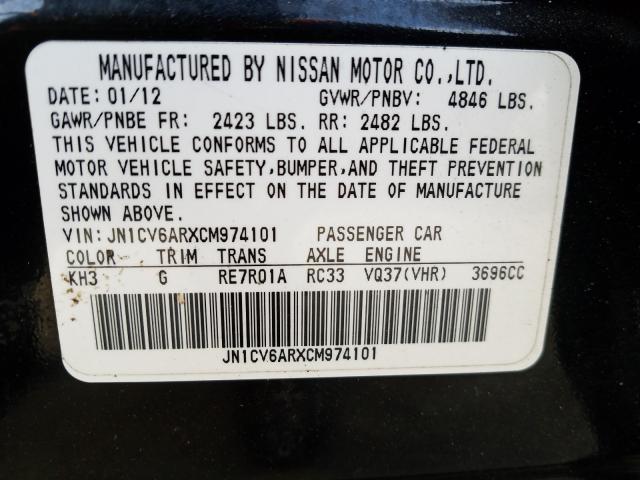 MANUFACTURED BY NISSAN MOTOR CO.,LTD.
DATE: 01/12 GVWR/PNBV: 4846 LBS.
GAWR/PNBE FR: 2423 LBS. RR: 2482 LBS.
THIS VEHICLE CONFORMS TO ALL APPLICABLE FEDERAL
MOTOR VEHICLE SAFETY,BUMPER,AND THEFT PREVENTION
STANDARDS IN EFFECT ON THE DATE OF MANUFACTURE
SHOWN ABOVE.
VIN: JN1CV6ARXCM974101 PASSENGER CAR
COLOR TRIM TRANS AXLE ENGINE
KH3 G RE7R01A RC33 VQ37(VHR) 3696CC
JN1CV6ARXCM974101